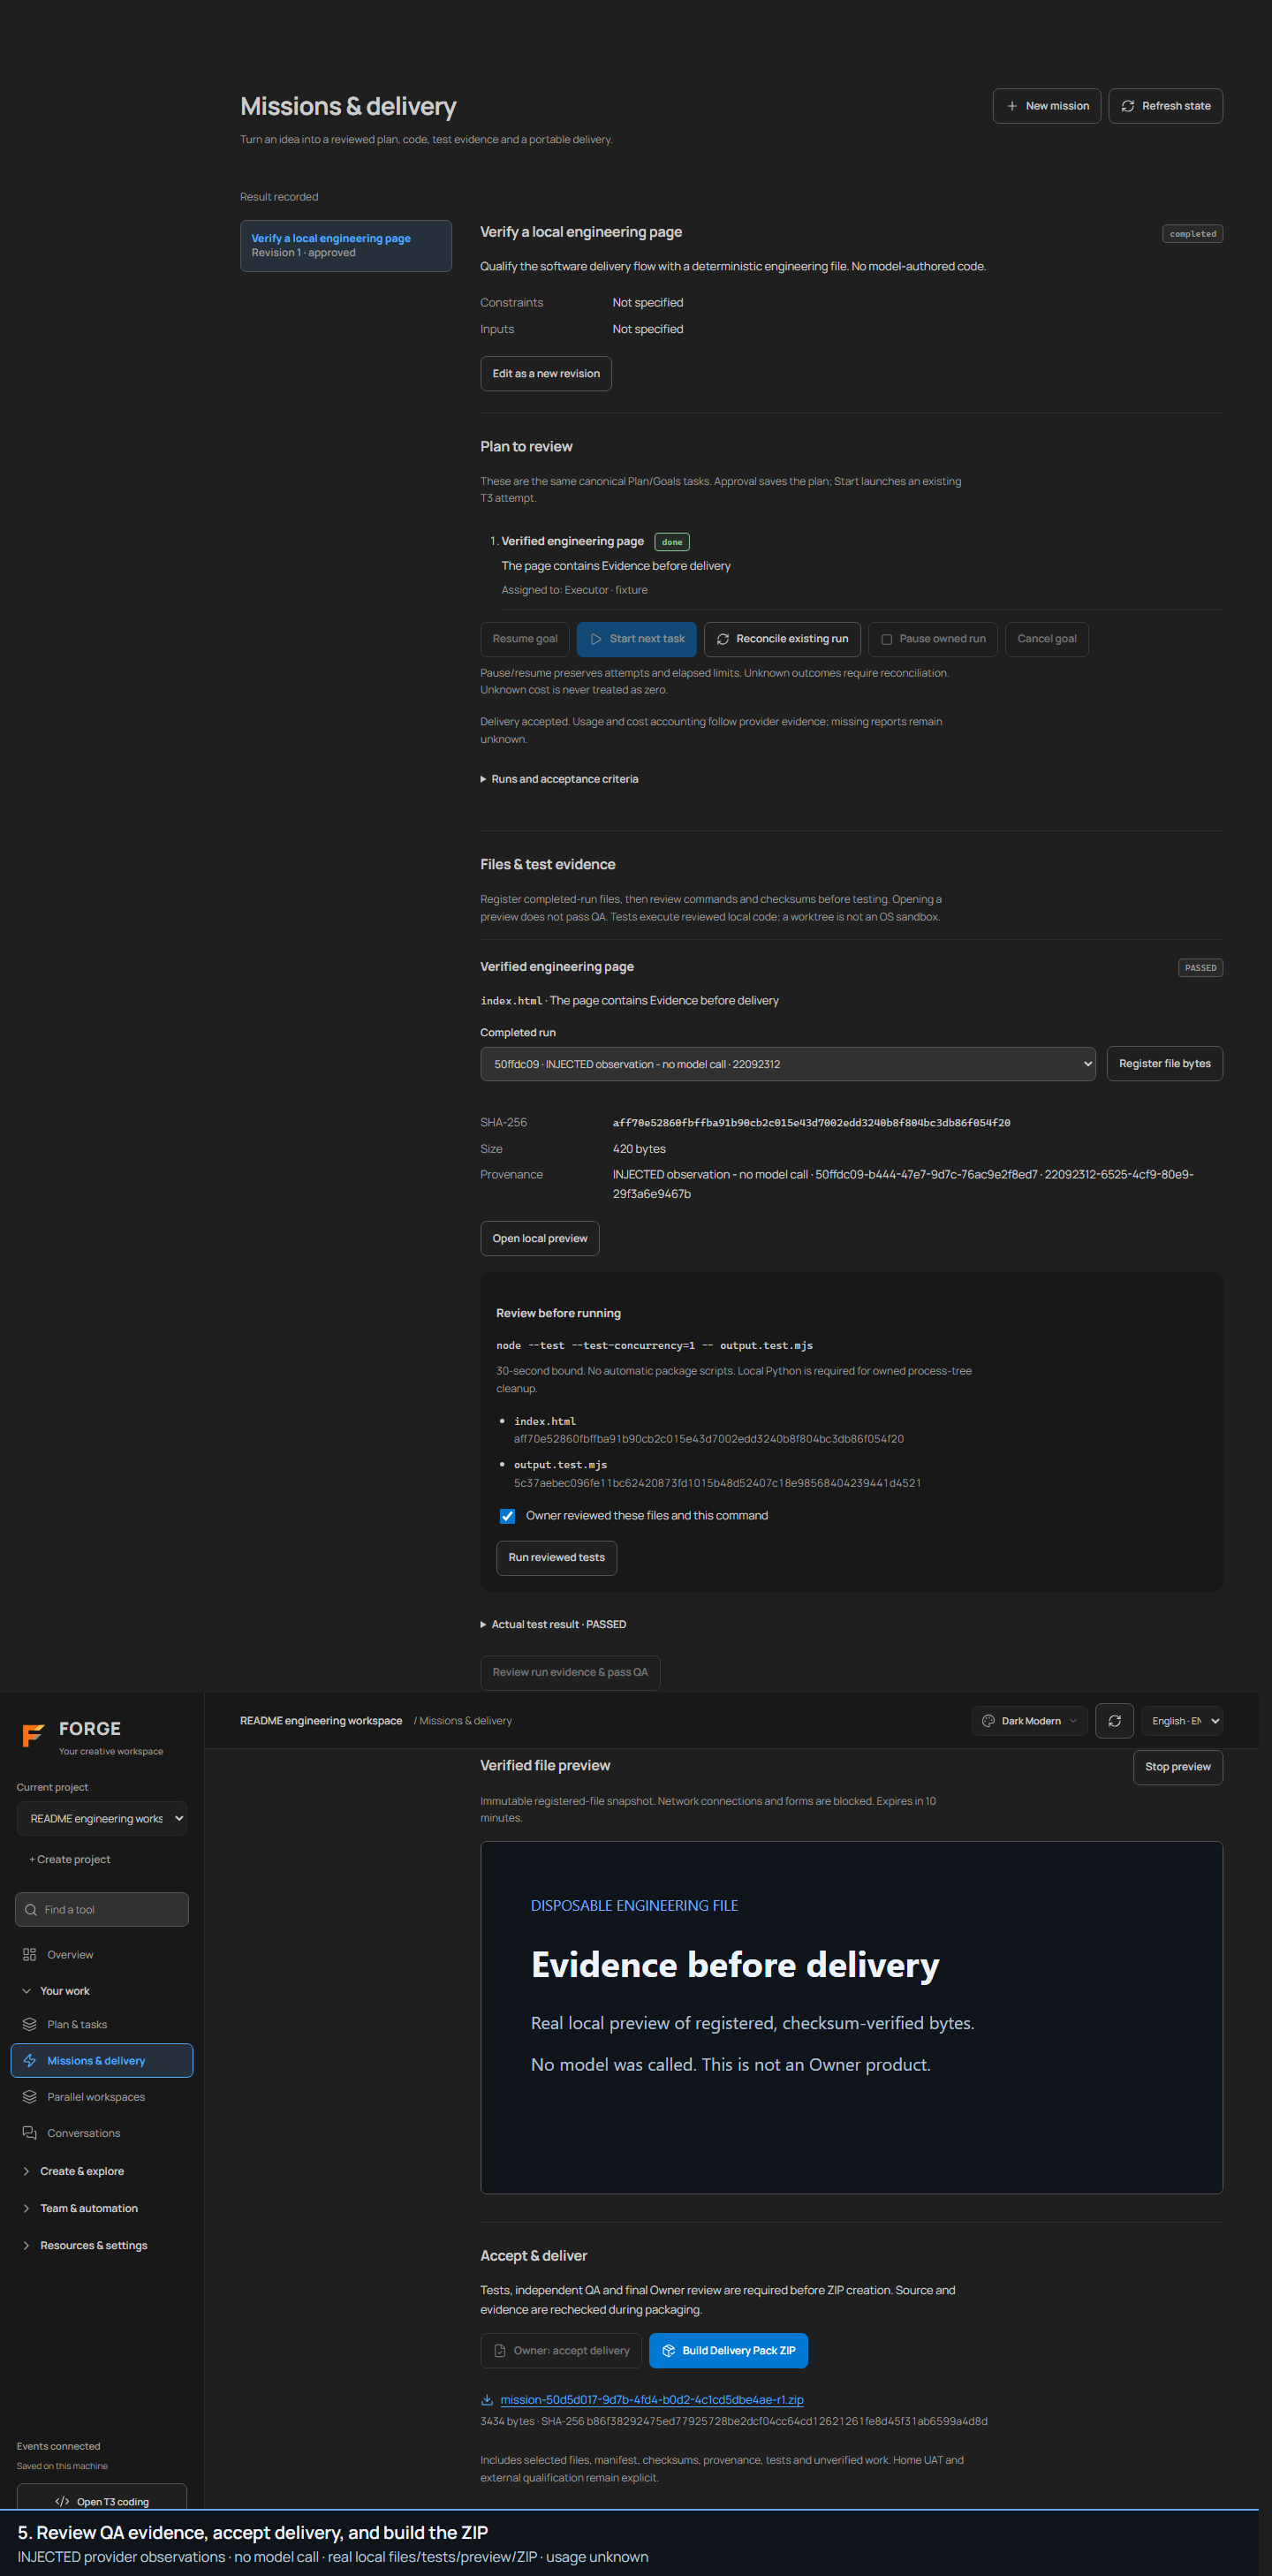 Missions & delivery
New mission
Refresh state
Turn an idea into a reviewed plan, code, test evidence and a portable delivery.
Result recorded
Verify a local engineering page
Revision 1 · approved
Verify a local engineering page
completed
Qualify the software delivery flow with a deterministic engineering file. No model-authored code.
Constraints
Not specified
Inputs
Not specified
Edit as a new revision
Plan to review
These are the same canonical Plan/Goals tasks. Approval saves the plan; Start launches an existing
T3 attempt.
1. Verified engineering page
done
The page contains Evidence before delivery
Assigned to: Executor · fixture
Resume goal
Start next task
Reconcile existing run
Pause owned run
Cancel goal
Pause/resume preserves attempts and elapsed limits. Unknown outcomes require reconciliation.
Unknown cost is never treated as zero.
Delivery accepted. Usage and cost accounting follow provider evidence; missing reports remain
unknown.
Runs and acceptance criteria
Files & test evidence
Register completed-run files, then review commands and checksums before testing. Opening a
preview does not pass QA. Tests execute reviewed local code; a worktree is not an OS sandbox.
Verified engineering page
PASSED
index.html · The page contains Evidence before delivery
Completed run
50ffdc09 · INJECTED observation - no model call · 22092312
Register file bytes
SHA-256
aff70e52860fbffba91b90cb2c015e43d7002edd3240b8f804bc3db86f054f20
Size
420 bytes
Provenance
INJECTED observation - no model call · 50ffdc09-b444-47e7-9d7c-76ac9e2f8ed7 · 22092312-6525-4cf9-80e9-
29f3a6e9467b
Open local preview
Review before running
node --test --test-concurrency=1 -- output.test.mjs
30-second bound. No automatic package scripts. Local Python is required for owned process-tree
cleanup.
index.html
aff70e52860fbffba91b90cb2c015e43d7002edd3240b8f804bc3db86f054f20
output.test.mjs
5c37aebec096fe11bc62420873fd1015b48d52407c18e98568404239441d4521
Owner reviewed these files and this command
Run reviewed tests
Actual test result · PASSED
Review run evidence & pass QA
FORGE
Your creative workspace
Current project
README engineering works
+ Create project
Find a tool
Overview
Your work
Plan & tasks
Missions & delivery
Parallel workspaces
Conversations
Create & explore
Team & automation
Resources & settings
Events connected
Saved on this machine
Open T3 coding
README engineering workspace / Missions & delivery
Dark Modern
English · EN
Verified file preview
Stop preview
Immutable registered-file snapshot. Network connections and forms are blocked. Expires in 10
minutes.
DISPOSABLE ENGINEERING FILE
Evidence before delivery
Real local preview of registered, checksum-verified bytes.
No model was called. This is not an Owner product.
Accept & deliver
Tests, independent QA and final Owner review are required before ZIP creation. Source and
evidence are rechecked during packaging.
Owner: accept delivery
Build Delivery Pack ZIP
mission-50d5d017-9d7b-4fd4-b0d2-4c1cd5dbe4ae-r1.zip
3434 bytes · SHA-256 b86f38292475ed77925728be2dcf04cc64cd12621261fe8d45f31ab6599a4d8d
Includes selected files, manifest, checksums, provenance, tests and unverified work. Home UAT and
external qualification remain explicit.
5. Review QA evidence, accept delivery, and build the ZIP
INJECTED provider observations · no model call · real local files/tests/preview/ZIP · usage unknown